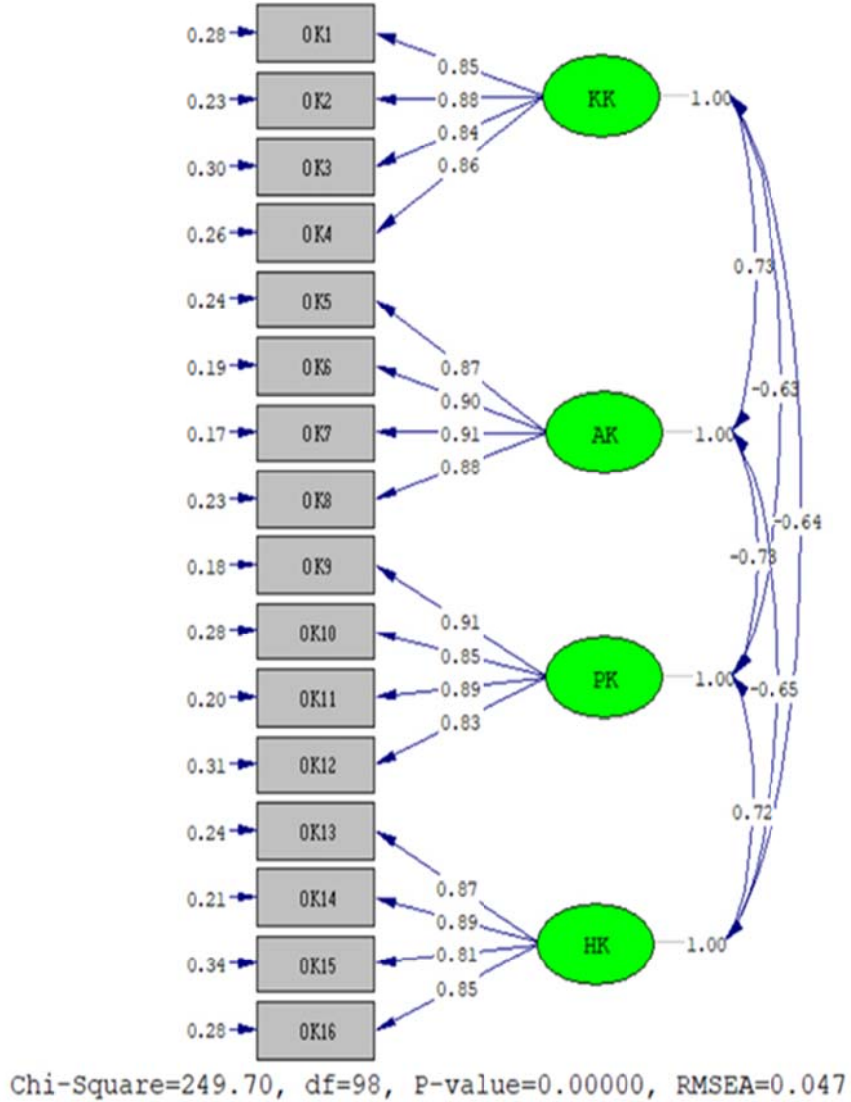 0.28 OK1 0.85
0.23 OK2 0.88 KK 1.00
0.30 OK3 0.84
0.26 OK4 0.86
0.73
0.24 OK5 0.87
0.19 OK6 0.90 -0.63
0.17 OK7 0.91 AK 1.00
0.23 OK8 0.88
-0.64
-0.73
0.18 OK9 0.91
0.28 OK10 0.85
0.20 OK11 0.89 PK 1.00 -0.65
0.31 OK12 0.83
0.72
0.24 OK13 0.87
0.21 OK14 0.89
0.34 OK15 0.81 HK 1.00
0.28 OK16 0.85
Chi-Square=249.70, df=98, P-value=0.00000, RMSEA=0.047